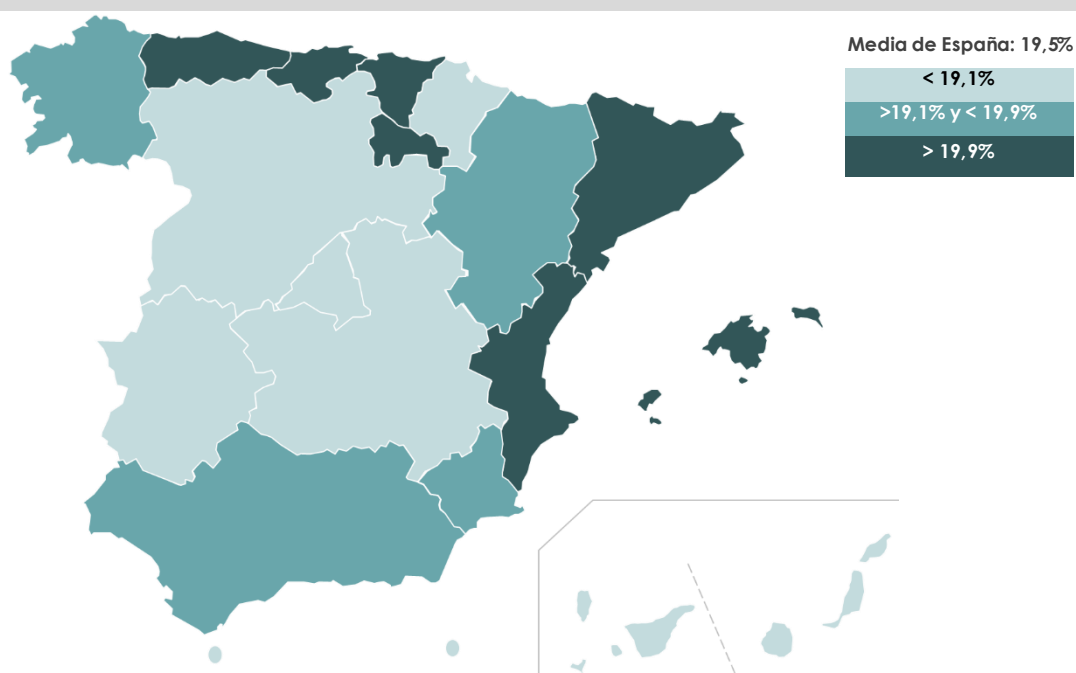 Media de España: 19,5%
< 19,1%
>19,1% y < 19,9%
> 19,9%